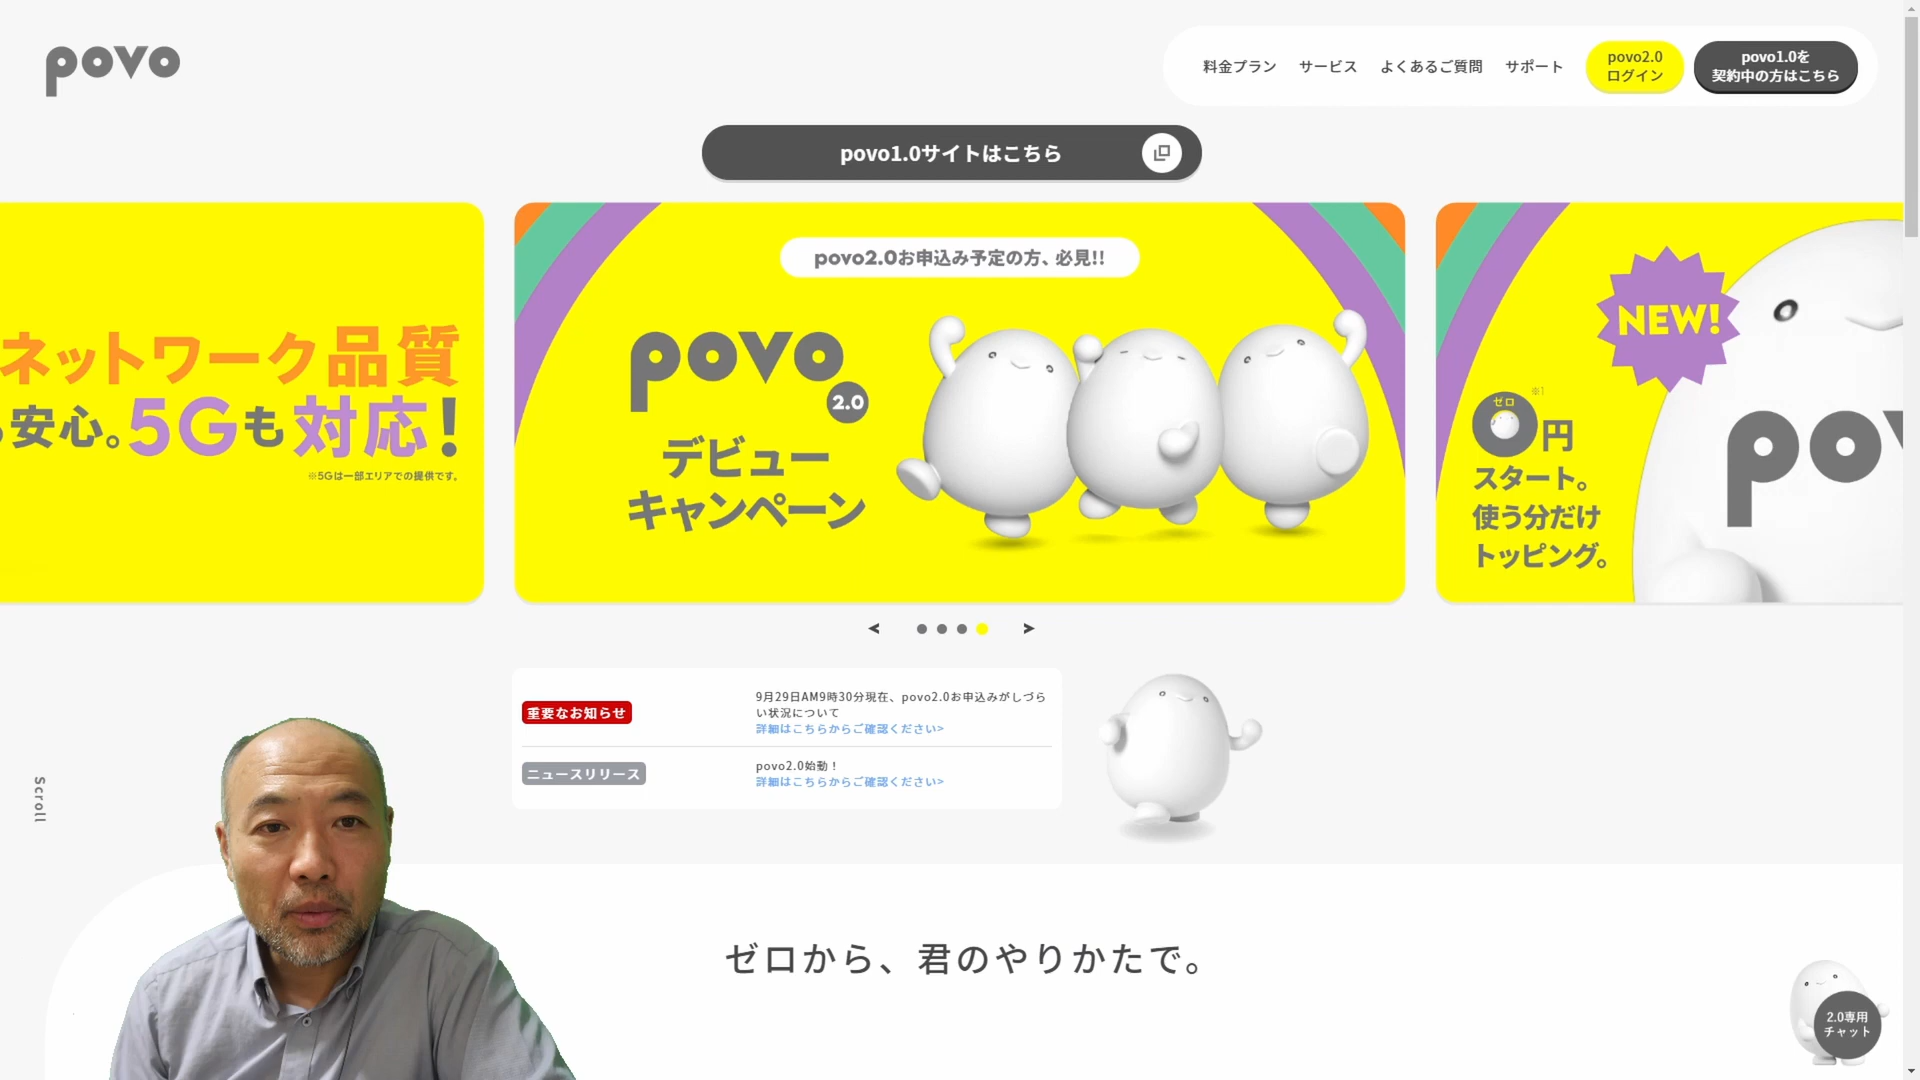 povo
料金プラン
サービス
よくあるご質問
サポート
povo2.0
ログイン
povo1.0を
契約中の方はこちら
povo1.0サイトはこちら
ネットワーク品質
安心。5Gも対応!
※5Gは一部エリアでの提供です。
povo2.0お申込み予定の方、必見!!
povo
2.0
デビュー
キャンペーン
NEW!
※1
ゼロ
円
スタート。
使う分だけ
トッピング。
po
< >
重要なお知らせ
9月29日AM9時30分現在、povo2.0お申込みがしづら
い状況について
詳細はこちらからご確認ください>
ニュースリリース
povo2.0始動！
詳細はこちらからご確認ください>
Scroll
ゼロから、君のやりかたで。
2.0専用
チャット